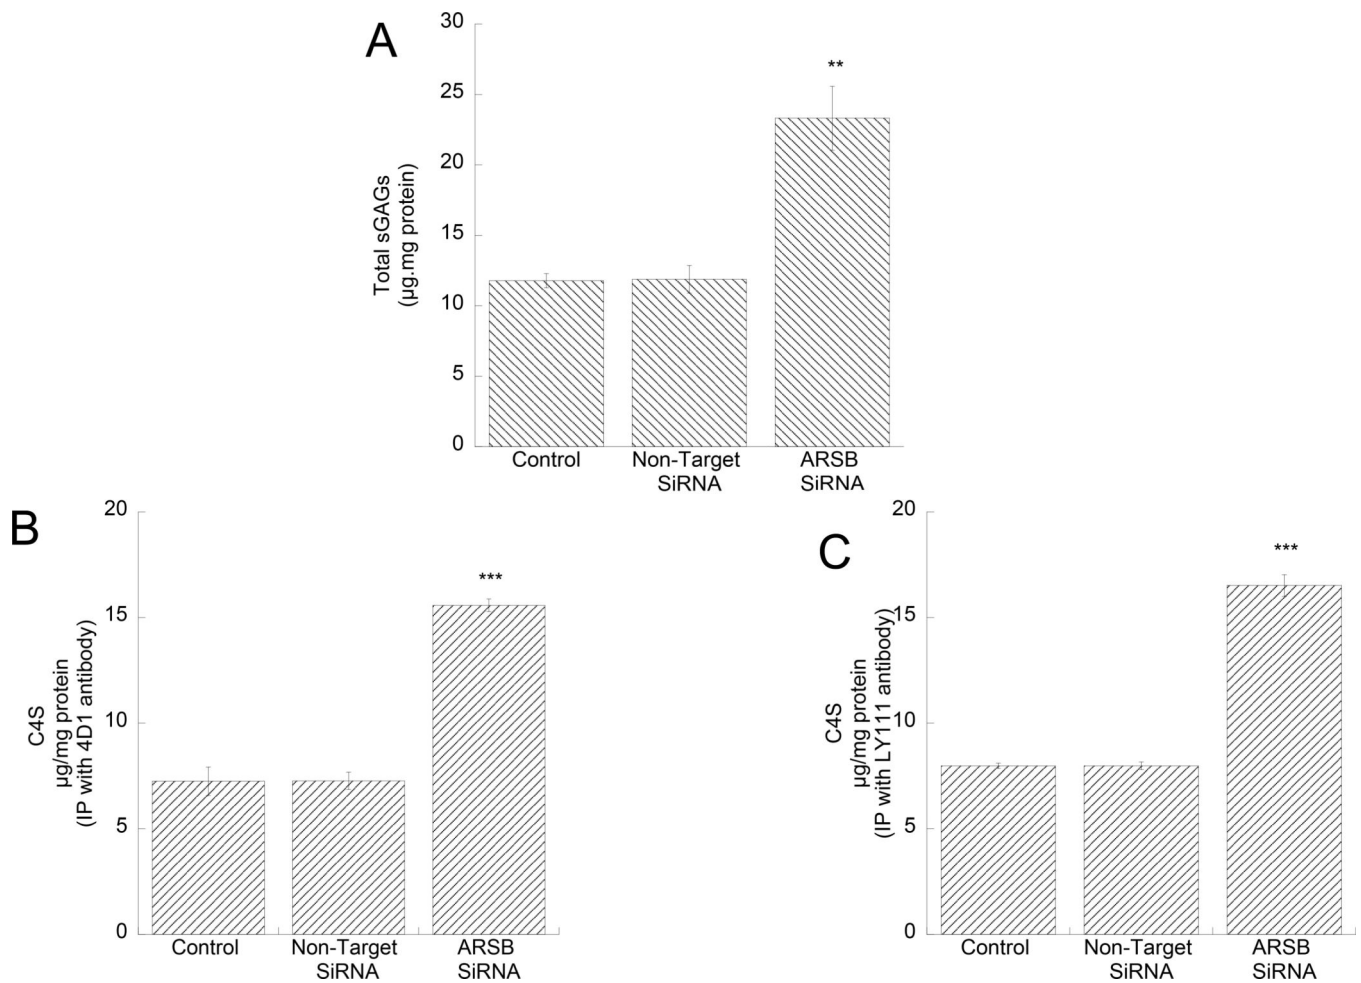 A
30
25
20
15
10
5
0
Total sGAGs
(µg.mg protein)
**
Control
Non-Target
SiRNA
ARSB
SiRNA
B
20
15
10
5
0
C4S
µg/mg protein
(IP with 4D1 antibody)
***
Control
Non-Target
SiRNA
ARSB
SiRNA
C
20
15
10
5
0
C4S
µg/mg protein
(IP with LY111 antibody)
***
Control
Non-Target
SiRNA
ARSB
SiRNA